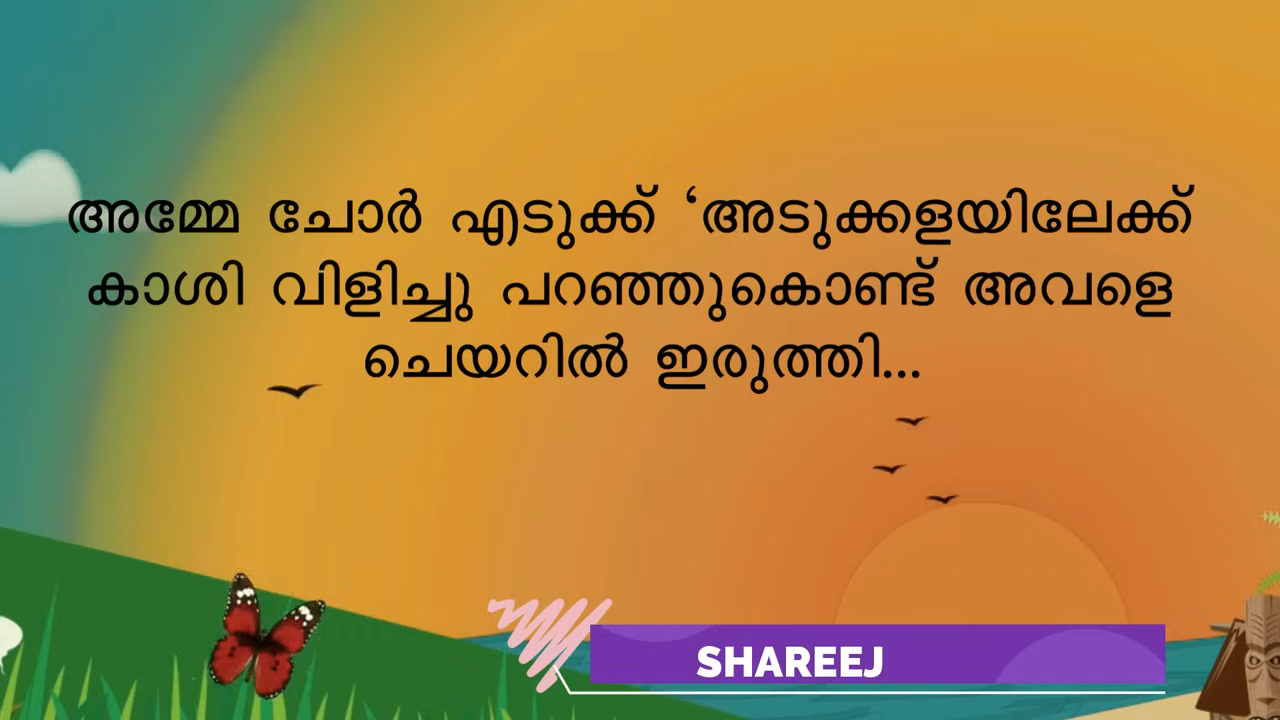 അമ്മേ ചോർ എടുക്ക് ‘അടുക്കളയിലേക്ക്
കാശി വിളിച്ചു പറഞ്ഞുകൊണ്ട് അവളെ
ചെയറിൽ ഇരുത്തി...
SHAREEJ